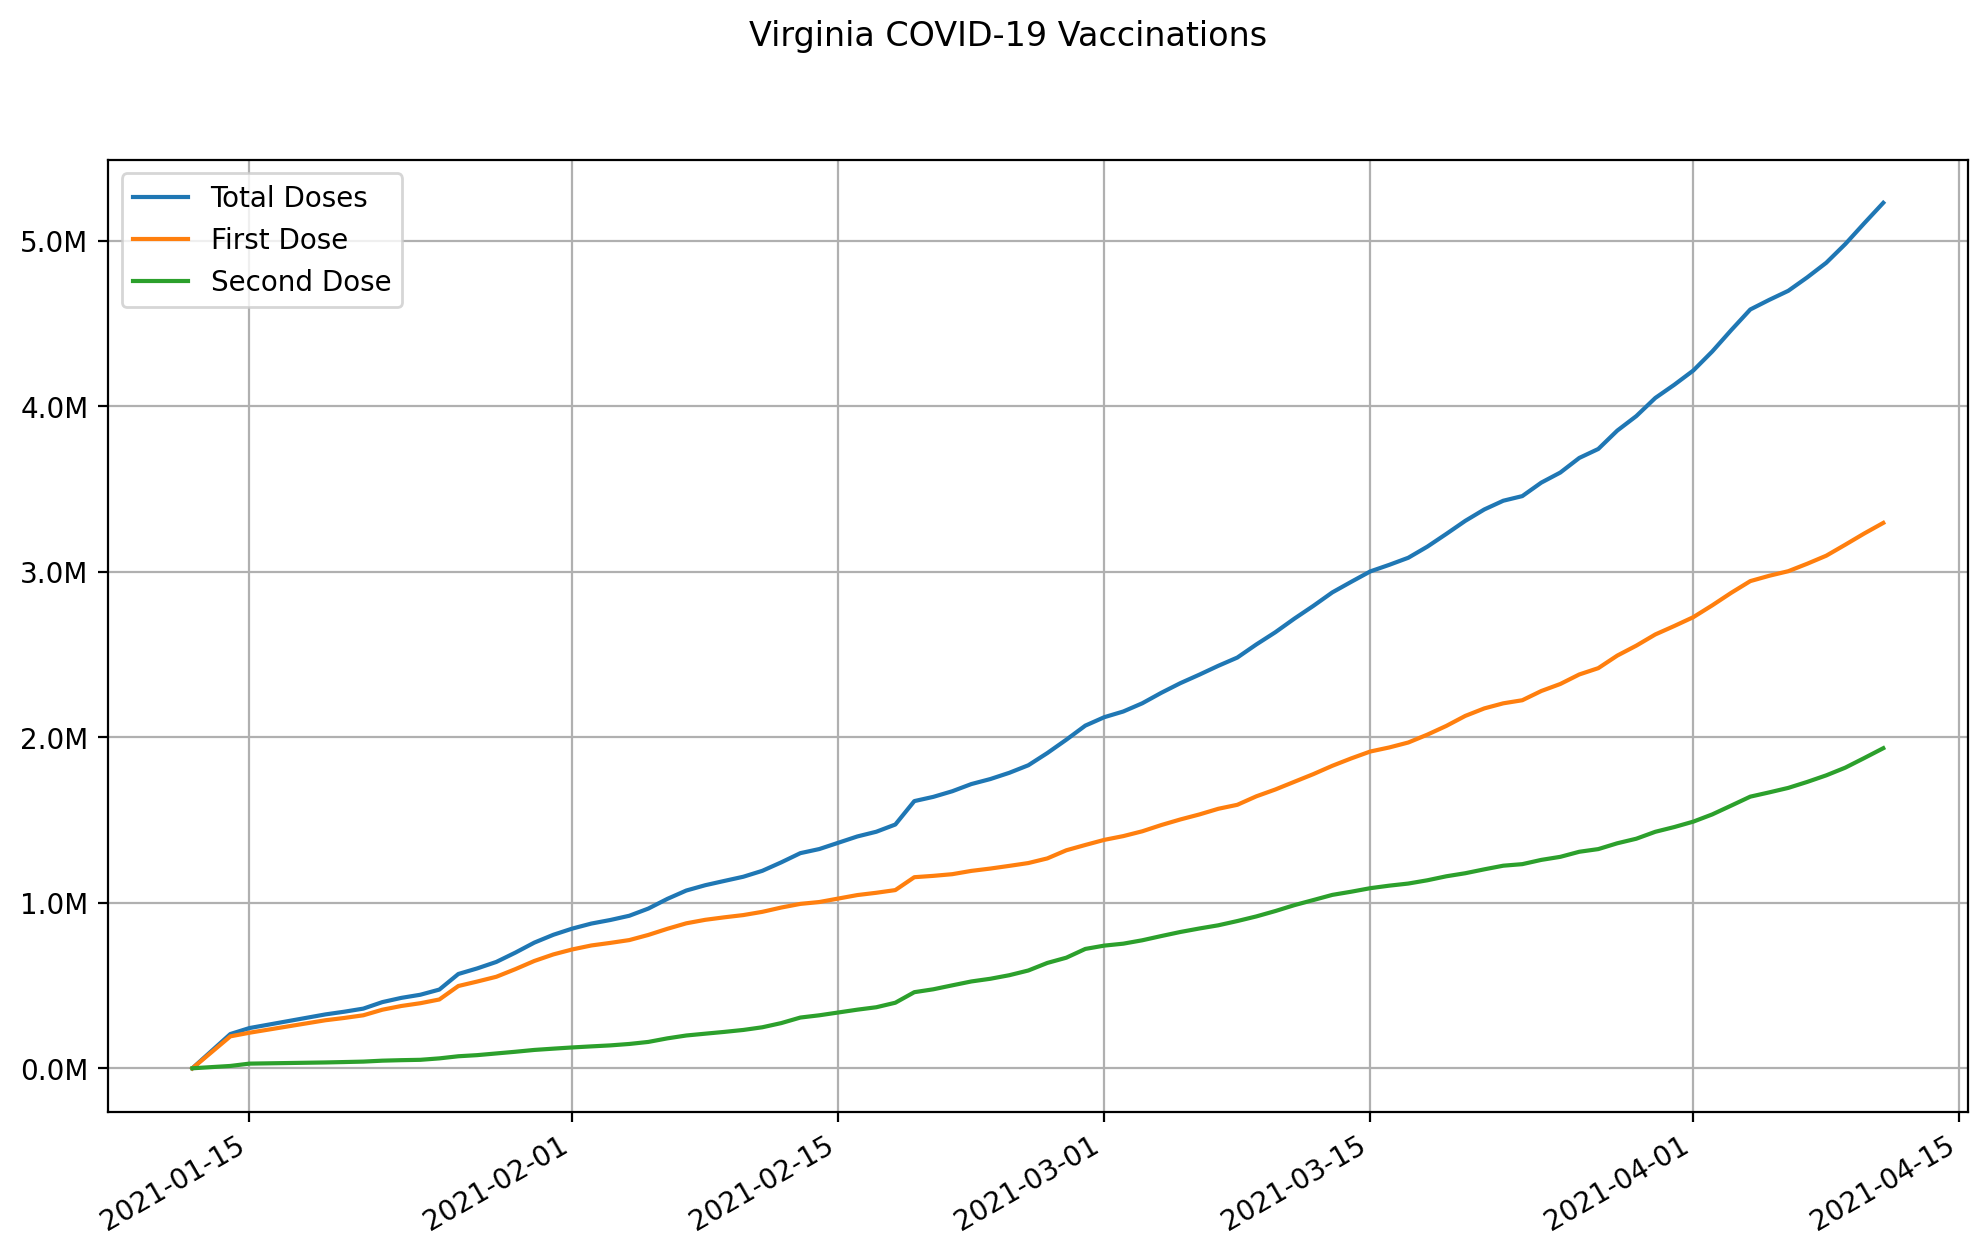 Virginia COVID-19 Vaccinations
Total Doses
First Dose
Second Dose
5.0M
4.0M
3.0M
2.0M
1.0M
0.0M
2021-01-15
2021-02-01
2021-02-15
2021-03-01
2021-03-15
2021-04-01
2021-04-15